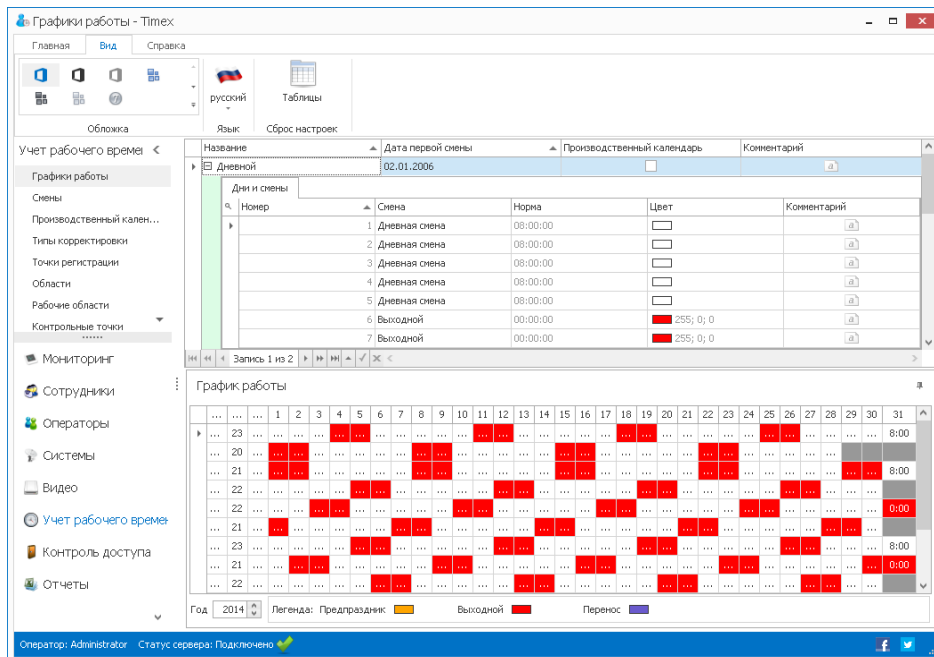 Графики работы - Timex
Главная Вид Справка
русский Таблицы
Обложка Язык Сброс настроек
Учет рабочего времеı
Графики работы
Смены
Производственный кален...
Типы корректировки
Точки регистрации
Области
Рабочие области
Контрольные точки
Мониторинг
Сотрудники
Операторы
Системы
Видео
Учет рабочего времен
Контроль доступа
Отчеты
Название Дата первой смены Производственный календарь Комментарий
Дневной 02.01.2006 a
Дни и смены
Номер Смена Норма Цвет Комментарий
1 Дневная смена 08:00:00 a
2 Дневная смена 08:00:00 a
3 Дневная смена 08:00:00 a
4 Дневная смена 08:00:00 a
5 Дневная смена 08:00:00 a
6 Выходной 00:00:00 255; 0; 0 a
7 Выходной 00:00:00 255; 0; 0 a
Запись 1 из 2
График работы
... ... ... 1 2 3 4 5 6 7 8 9 10 11 12 13 14 15 16 17 18 19 20 21 22 23 24 25 26 27 28 29 30 31
... 23 ... ... ... ... ... ... ... ... ... ... ... ... ... ... ... ... ... ... ... ... ... ... ... ... ... ... ... ... ... ... ... ... ... 8:00
... 20 ... ... ... ... ... ... ... ... ... ... ... ... ... ... ... ... ... ... ... ... ... ... ... ... ... ... ... ... ... ... ...
... 21 ... ... ... ... ... ... ... ... ... ... ... ... ... ... ... ... ... ... ... ... ... ... ... ... ... ... ... ... ... ... ... ... ... 8:00
... 22 ... ... ... ... ... ... ... ... ... ... ... ... ... ... ... ... ... ... ... ... ... ... ... ... ... ... ... ... ... ... ... ... ...
... 22 ... ... ... ... ... ... ... ... ... ... ... ... ... ... ... ... ... ... ... ... ... ... ... ... ... ... ... ... ... ... ... ... ... 0:00
... 21 ... ... ... ... ... ... ... ... ... ... ... ... ... ... ... ... ... ... ... ... ... ... ... ... ... ... ... ... ... ... ... ... ...
... 23 ... ... ... ... ... ... ... ... ... ... ... ... ... ... ... ... ... ... ... ... ... ... ... ... ... ... ... ... ... ... ... ... ... 8:00
... 21 ... ... ... ... ... ... ... ... ... ... ... ... ... ... ... ... ... ... ... ... ... ... ... ... ... ... ... ... ... ... ... ... ... 0:00
... 22 ... ... ... ... ... ... ... ... ... ... ... ... ... ... ... ... ... ... ... ... ... ... ... ... ... ... ... ... ... ... ... ... ...
Год 2014 Легенда: Предпраздник Выходной Перенос
Оператор: Administrator Статус сервера: Подключено